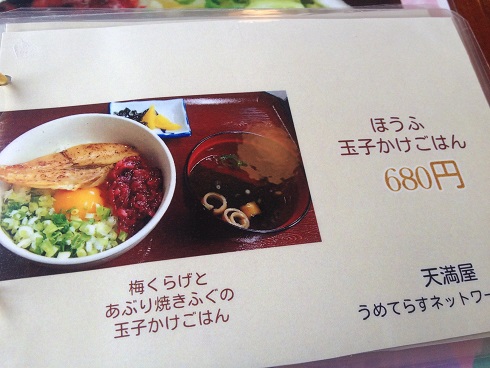 ほうふ
玉子かけごはん
680円
梅くらげと
あぶり焼きふぐの
玉子かけごはん
天満屋
うめてらすネットワー